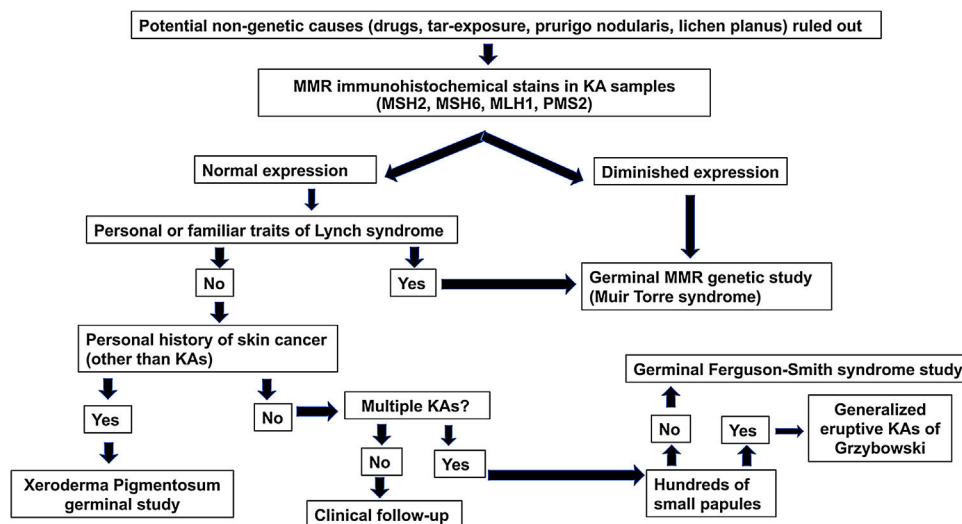 Potential non-genetic causes (drugs, tar-exposure, prurigo nodularis, lichen planus) ruled out
MMR immunohistochemical stains in KA samples
(MSH2, MSH6, MLH1, PMS2)
Normal expression
Diminished expression
Personal or familiar traits of Lynch syndrome
No
Yes
Germinal MMR genetic study
(Muir Torre syndrome)
Personal history of skin cancer
(other than KAs)
Germinal Ferguson-Smith syndrome study
Yes
No
Multiple KAs?
No
Yes
Generalized
eruptive KAs of
Grzybowski
No
Yes
Xeroderma Pigmentosum
germinal study
Hundreds of
small papules
Clinical follow-up